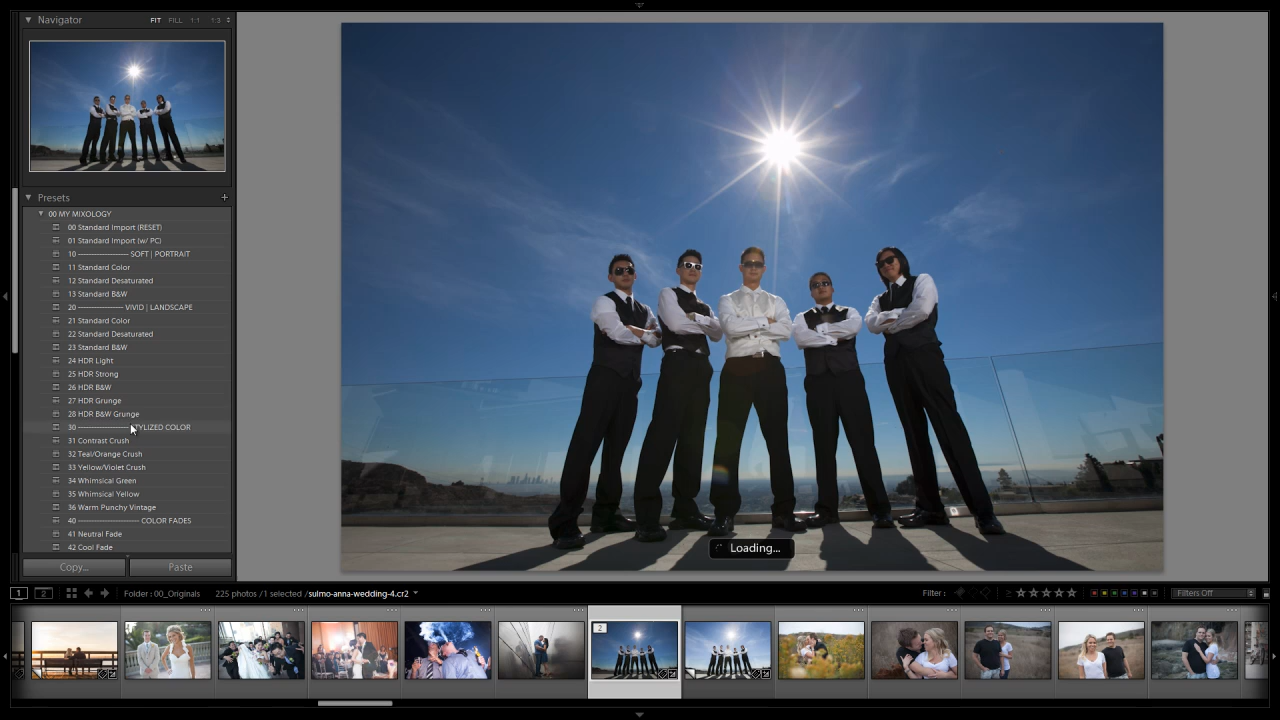 Navigator FIT FILL 1:1 1:3
Presets +
00 MY MIXOLOGY
00 Standard Import (RESET)
01 Standard Import (w/ PC)
10 ---------------- SOFT | PORTRAIT
11 Standard Color
12 Standard Desaturated
13 Standard B&W
20 -------------- VIVID | LANDSCAPE
21 Standard Color
22 Standard Desaturated
23 Standard B&W
24 HDR Light
25 HDR Strong
26 HDR B&W
27 HDR Grunge
28 HDR B&W Grunge
30 ---------------- TYLIZED COLOR
31 Contrast Crush
32 Teal/Orange Crush
33 Yellow/Violet Crush
34 Whimsical Green
35 Whimsical Yellow
36 Warm Punchy Vintage
40 ------------------- COLOR FADES
41 Neutral Fade
42 Cool Fade
Loading...
Copy... Paste
1 2 Folder : 00_Originals 225 photos / 1 selected / sulmo-anna-wedding-4.cr2 Filter : Filters Off
2